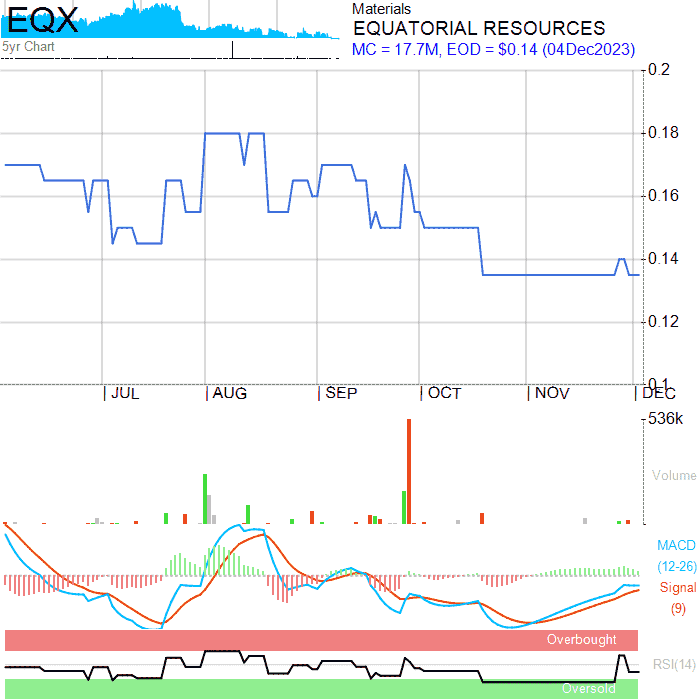 EQX
5yr Chart
Materials
EQUATORIAL RESOURCES
MC = 17.7M, EOD = $0.14 (04Dec2023)
0.2
0.18
0.16
0.14
0.12
0.1
JUL AUG SEP OCT NOV DEC
536k
Volume
MACD
(12-26)
Signal
(9)
Overbought
RSI(14)
Oversold